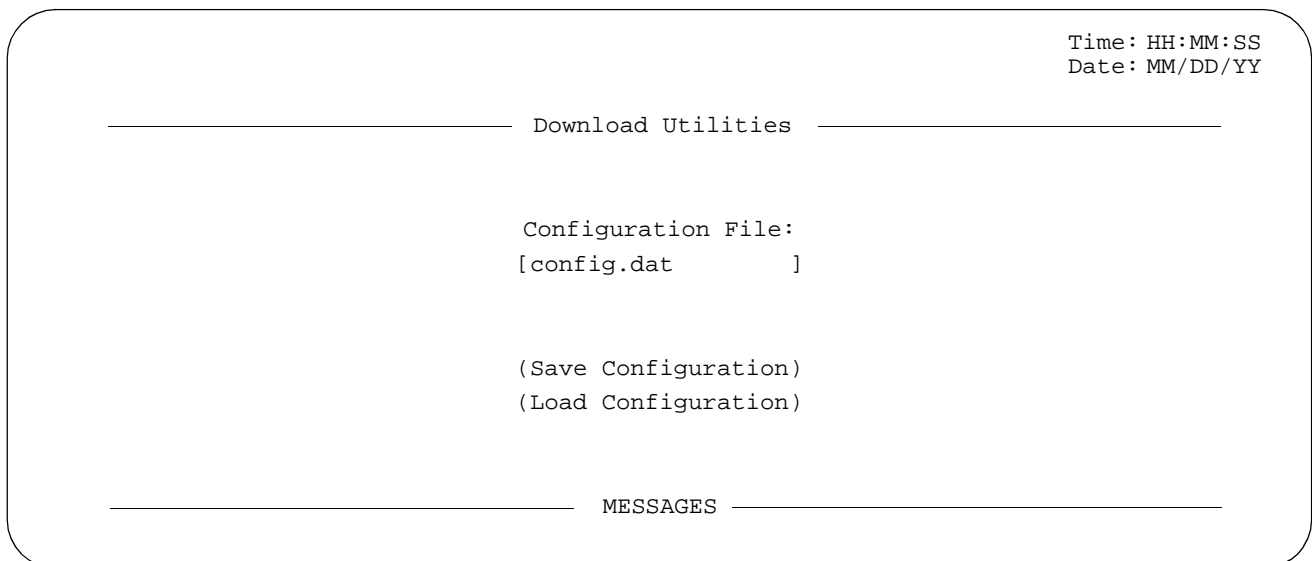 Time: HH:MM:SS
Date: MM/DD/YY
Download Utilities
Configuration File:
[config.dat ]
(Save Configuration)
(Load Configuration)
MESSAGES